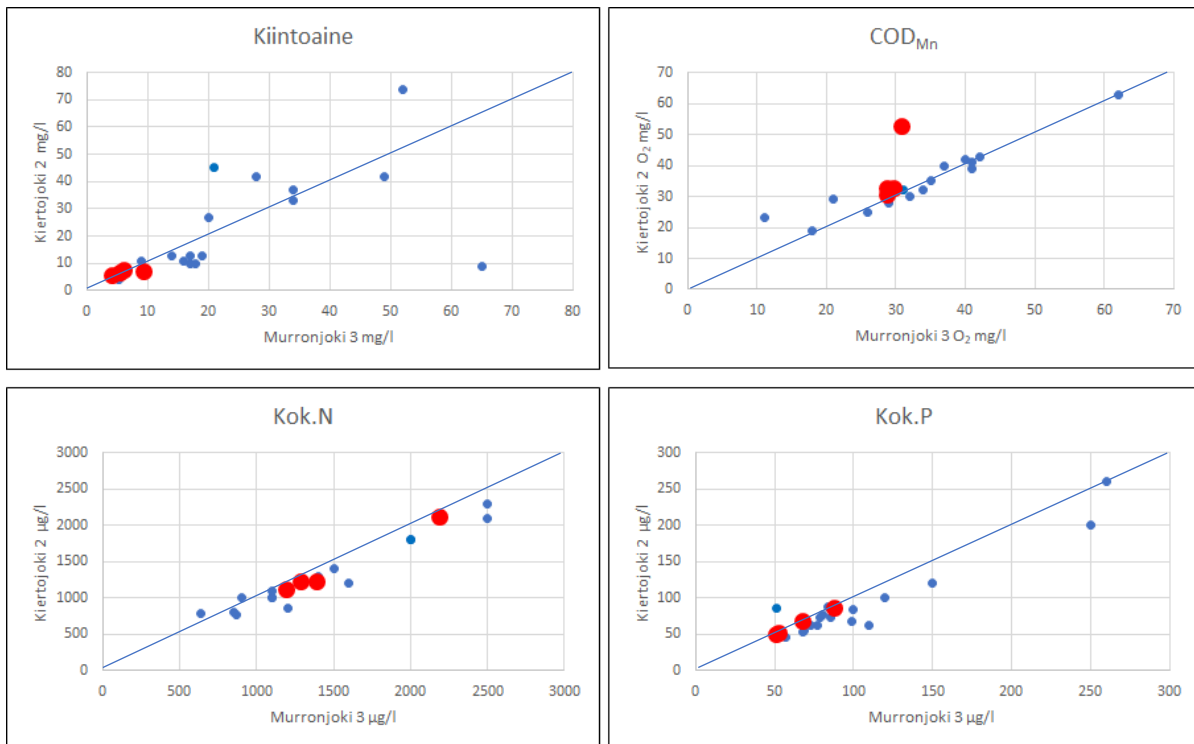 Kiintoaine
80
70
60
50
40
30
20
10
0
Kiertojoki 2 mg/l
0 10 20 30 40 50 60 70 80
Murronjoki 3 mg/l
COD_Mn
70
60
50
40
30
20
10
0
Kiertojoki 2 O₂ mg/l
0 10 20 30 40 50 60 70
Murronjoki 3 O₂ mg/l
Kok.N
3000
2500
2000
1500
1000
500
0
Kiertojoki 2 µg/l
0 500 1000 1500 2000 2500 3000
Murronjoki 3 µg/l
Kok.P
300
250
200
150
100
50
0
Kiertojoki 2 µg/l
0 50 100 150 200 250 300
Murronjoki 3 µg/l